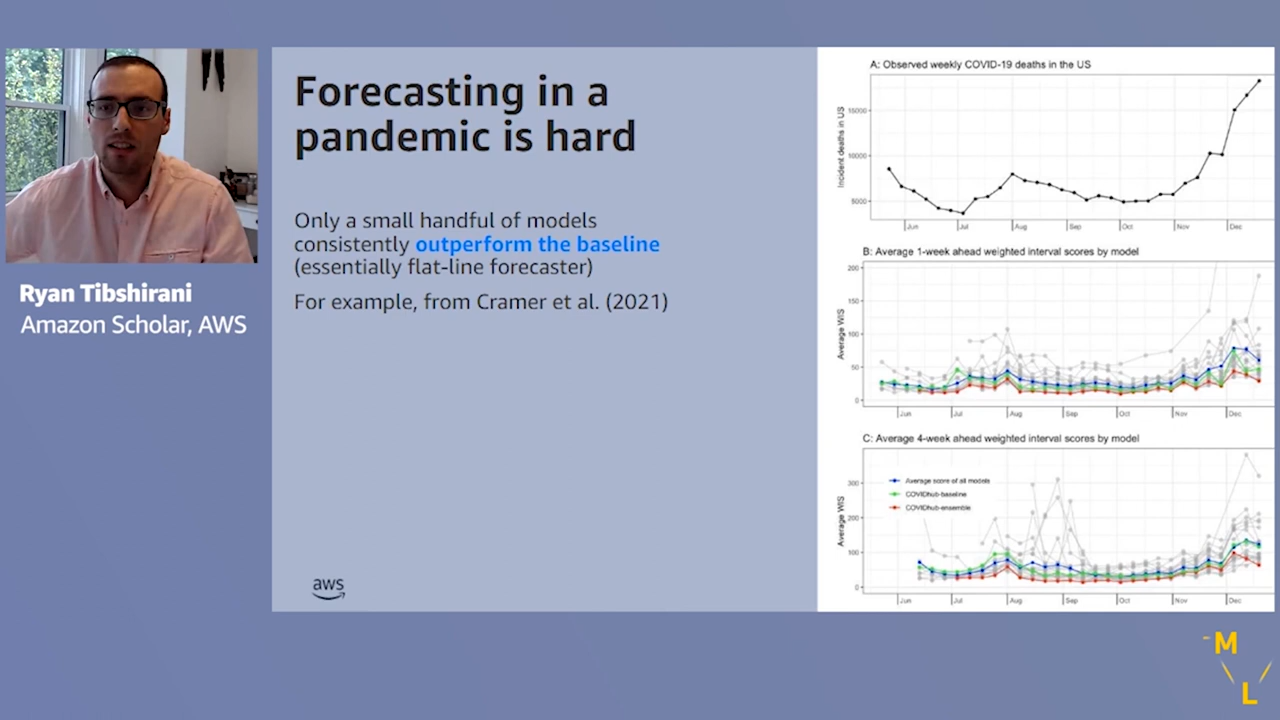 Forecasting in a
pandemic is hard
Only a small handful of models
consistently outperform the baseline
(essentially flat-line forecaster)
For example, from Cramer et al. (2021)
Ryan Tibshirani
Amazon Scholar, AWS
aws
A: Observed weekly COVID-19 deaths in the US
Incident deaths in US
15000
10000
5000
Jun Jul Aug Sep Oct Nov Dec
B: Average 1-week ahead weighted interval scores by model
Average WIS
200
150
100
50
0
Jun Jul Aug Sep Oct Nov Dec
C: Average 4-week ahead weighted interval scores by model
Average WIS
300
200
100
0
Average score of all models
COVIDhub-baseline
COVIDhub-ensemble
Jun Jul Aug Sep Oct Nov Dec
M
L